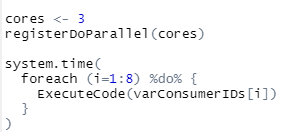 cores <- 3
registerDoParallel(cores)
system.time(
foreach (i=1:8) %do% {
ExecuteCode(varConsumerIDs[i])
}
)